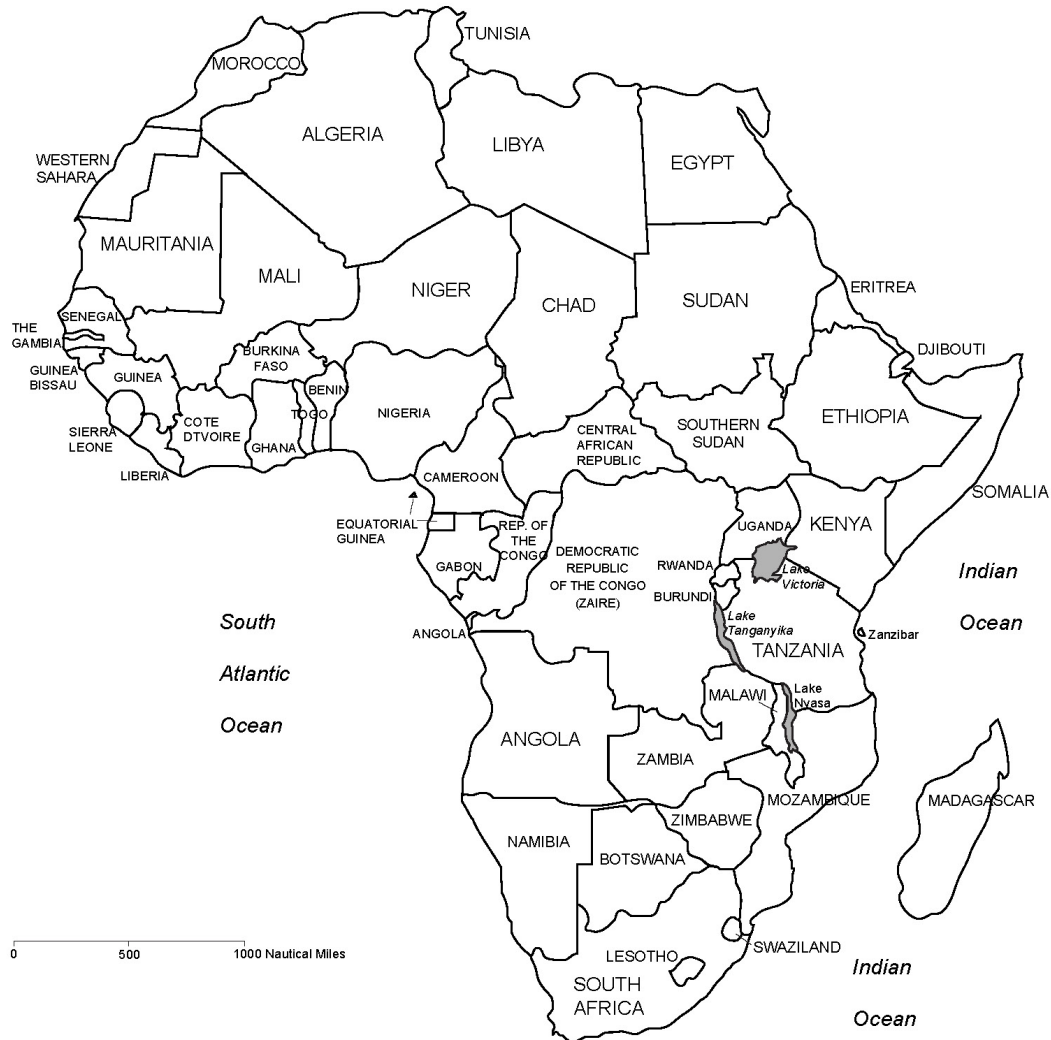 TUNISIA
MOROCCO
ALGERIA
LIBYA
EGYPT
WESTERN
SAHARA
MAURITANIA
MALI
NIGER
CHAD
SUDAN
ERITREA
SENEGAL
THE
GAMBIA
DJIBOUTI
BURKINA
FASO
GUINEA
BISSAU
GUINEA
BENIN
TOGO
NIGERIA
ETHIOPIA
COTE
DTVOIRE
GHANA
SIERRA
LEONE
LIBERIA
CENTRAL
AFRICAN
REPUBLIC
SOUTHERN
SUDAN
SOMALIA
CAMEROON
EQUATORIAL
GUINEA
REP. OF
THE
CONGO
GABON
UGANDA
KENYA
DEMOCRATIC
REPUBLIC
OF THE CONGO
(ZAIRE)
RWANDA
BURUNDI
Lake
Victoria
Indian
Ocean
Lake
Tanganyika
Zanzibar
TANZANIA
South
Atlantic
Ocean
ANGOLA
MALAWI
Lake
Nyasa
ANGOLA
ZAMBIA
MOZAMBIQUE
MADAGASCAR
ZIMBABWE
NAMIBIA
BOTSWANA
0 500 1000 Nautical Miles
SWAZILAND
LESOTHO
SOUTH
AFRICA
Indian
Ocean